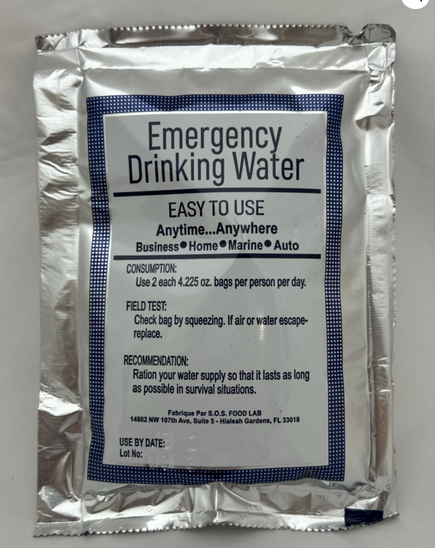 Emergency
Drinking Water
EASY TO USE
Anytime...Anywhere
Business●Home●Marine●Auto
CONSUMPTION:
Use 2 each 4.225 oz. bags per person per day.
FIELD TEST:
Check bag by squeezing. If air or water escape-
replace.
RECOMMENDATION:
Ration your water supply so that it lasts as long
as possible in survival situations.
Fabrique Par S.O.S. FOOD LAB
14802 NW 107th Ave, Suite 5 - Hialeah Gardens, FL 33018
USE BY DATE:
Lot No: